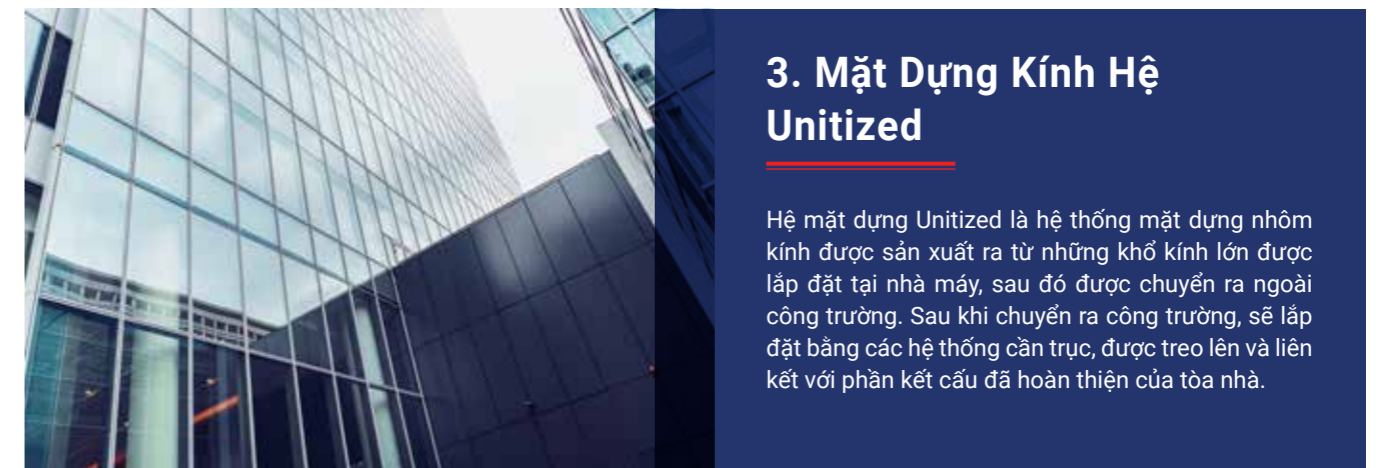 3. Mặt Dựng Kính Hệ
Unitized
Hệ mặt dựng Unitized là hệ thống mặt dựng nhôm
kính được sản xuất ra từ những khổ kính lớn được
lắp đặt tại nhà máy, sau đó được chuyển ra ngoài
công trường. Sau khi chuyển ra công trường, sẽ lắp
đặt bằng các hệ thống cần trục, được treo lên và liên
kết với phần kết cấu đã hoàn thiện của tòa nhà.